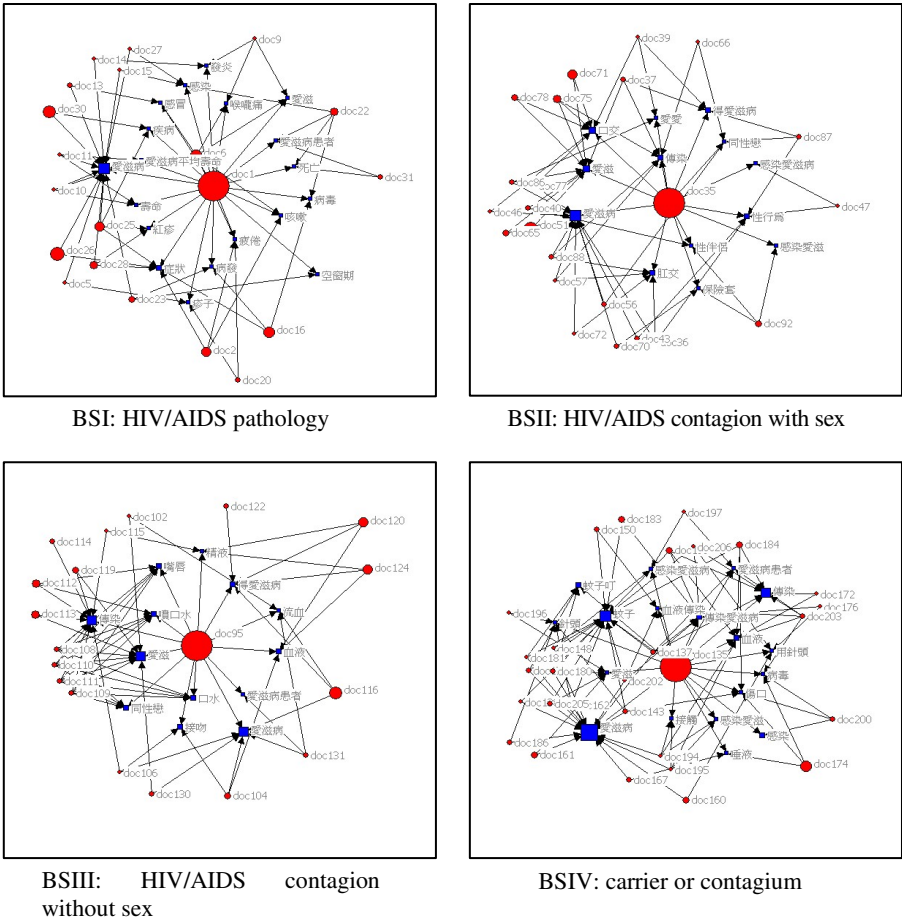 doc9
doc27
doc14
doc15
發炎
感染
愛滋
doc13
感冒
喉嚨痛
doc22
doc30
疾病
愛滋病患者
doc6
doc11
愛滋病
愛滋病平均壽命
死亡
doc1
doc31
doc10
病毒
壽命
咳嗽
doc25
紅疹
疲倦
doc26
doc28
症狀
病發
空窗期
doc5
doc23
疹子
doc16
doc2
doc20
BSI: HIV/AIDS pathology
doc39
doc66
doc71
doc37
doc78
doc75
得愛滋病
愛愛
口交
doc87
同性戀
傳染
愛滋
感染愛滋病
doc86
doc77
doc35
doc46
doc40
愛滋病
doc47
性行為
doc65
doc51
性伴侶
感染愛滋
doc88
肛交
doc57
保險套
doc56
doc92
doc72
doc43
doc70
doc36
BSII: HIV/AIDS contagion with sex
doc122
doc102
doc120
doc115
doc114
精液
doc119
嘴唇
doc124
doc112
得愛滋病
doc113
噴口水
流血
傳染
doc95
doc108
愛滋
血液
doc110
doc111
doc109
口水
愛滋病患者
doc116
同性戀
接吻
愛滋病
doc131
doc106
doc130
doc104
BSIII: HIV/AIDS contagion
without sex
doc197
doc183
doc150
doc206
doc184
感染愛滋病
愛滋病患者
蚊子叮
傳染
doc172
血液傳染
doc176
doc196
蚊子
傳染愛滋病
doc203
針頭
血液
doc148
doc137
doc135
用針頭
doc181
doc180
愛滋
doc202
病毒
doc205
傷口
doc143
接觸
感染愛滋
doc200
愛滋病
感染
doc186
doc161
doc194
唾液
doc195
doc174
doc167
doc160
BSIV: carrier or contagium